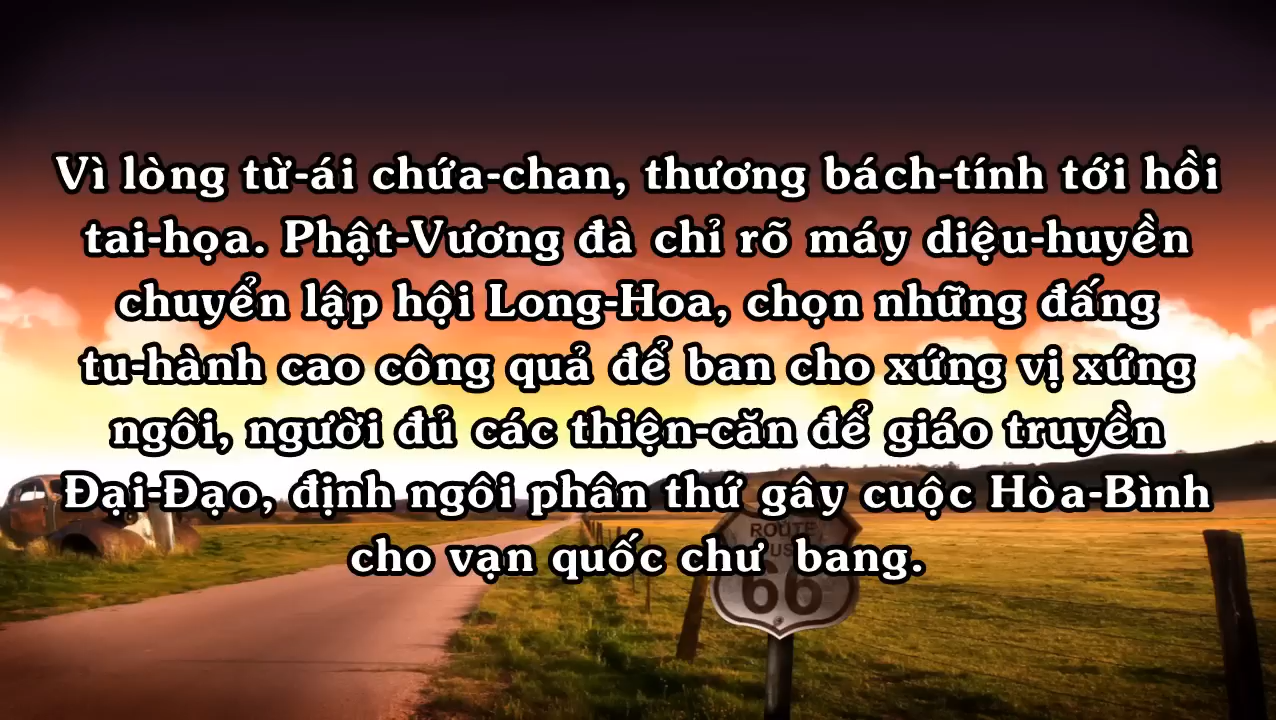 Vì lòng từ-ái chứa-chan, thương bách-tính tới hồi
tai-họa. Phật-Vương đà chỉ rõ máy diệu-huyền
chuyển lập hội Long-Hoa, chọn những đấng
tu-hành cao công quả để ban cho xứng vị xứng
ngôi, người đủ các thiện-căn để giáo truyền
Đại-Đạo, định ngôi phân thứ gây cuộc Hòa-Bình
cho vạn quốc chư  bang.
ROUTE
US
66